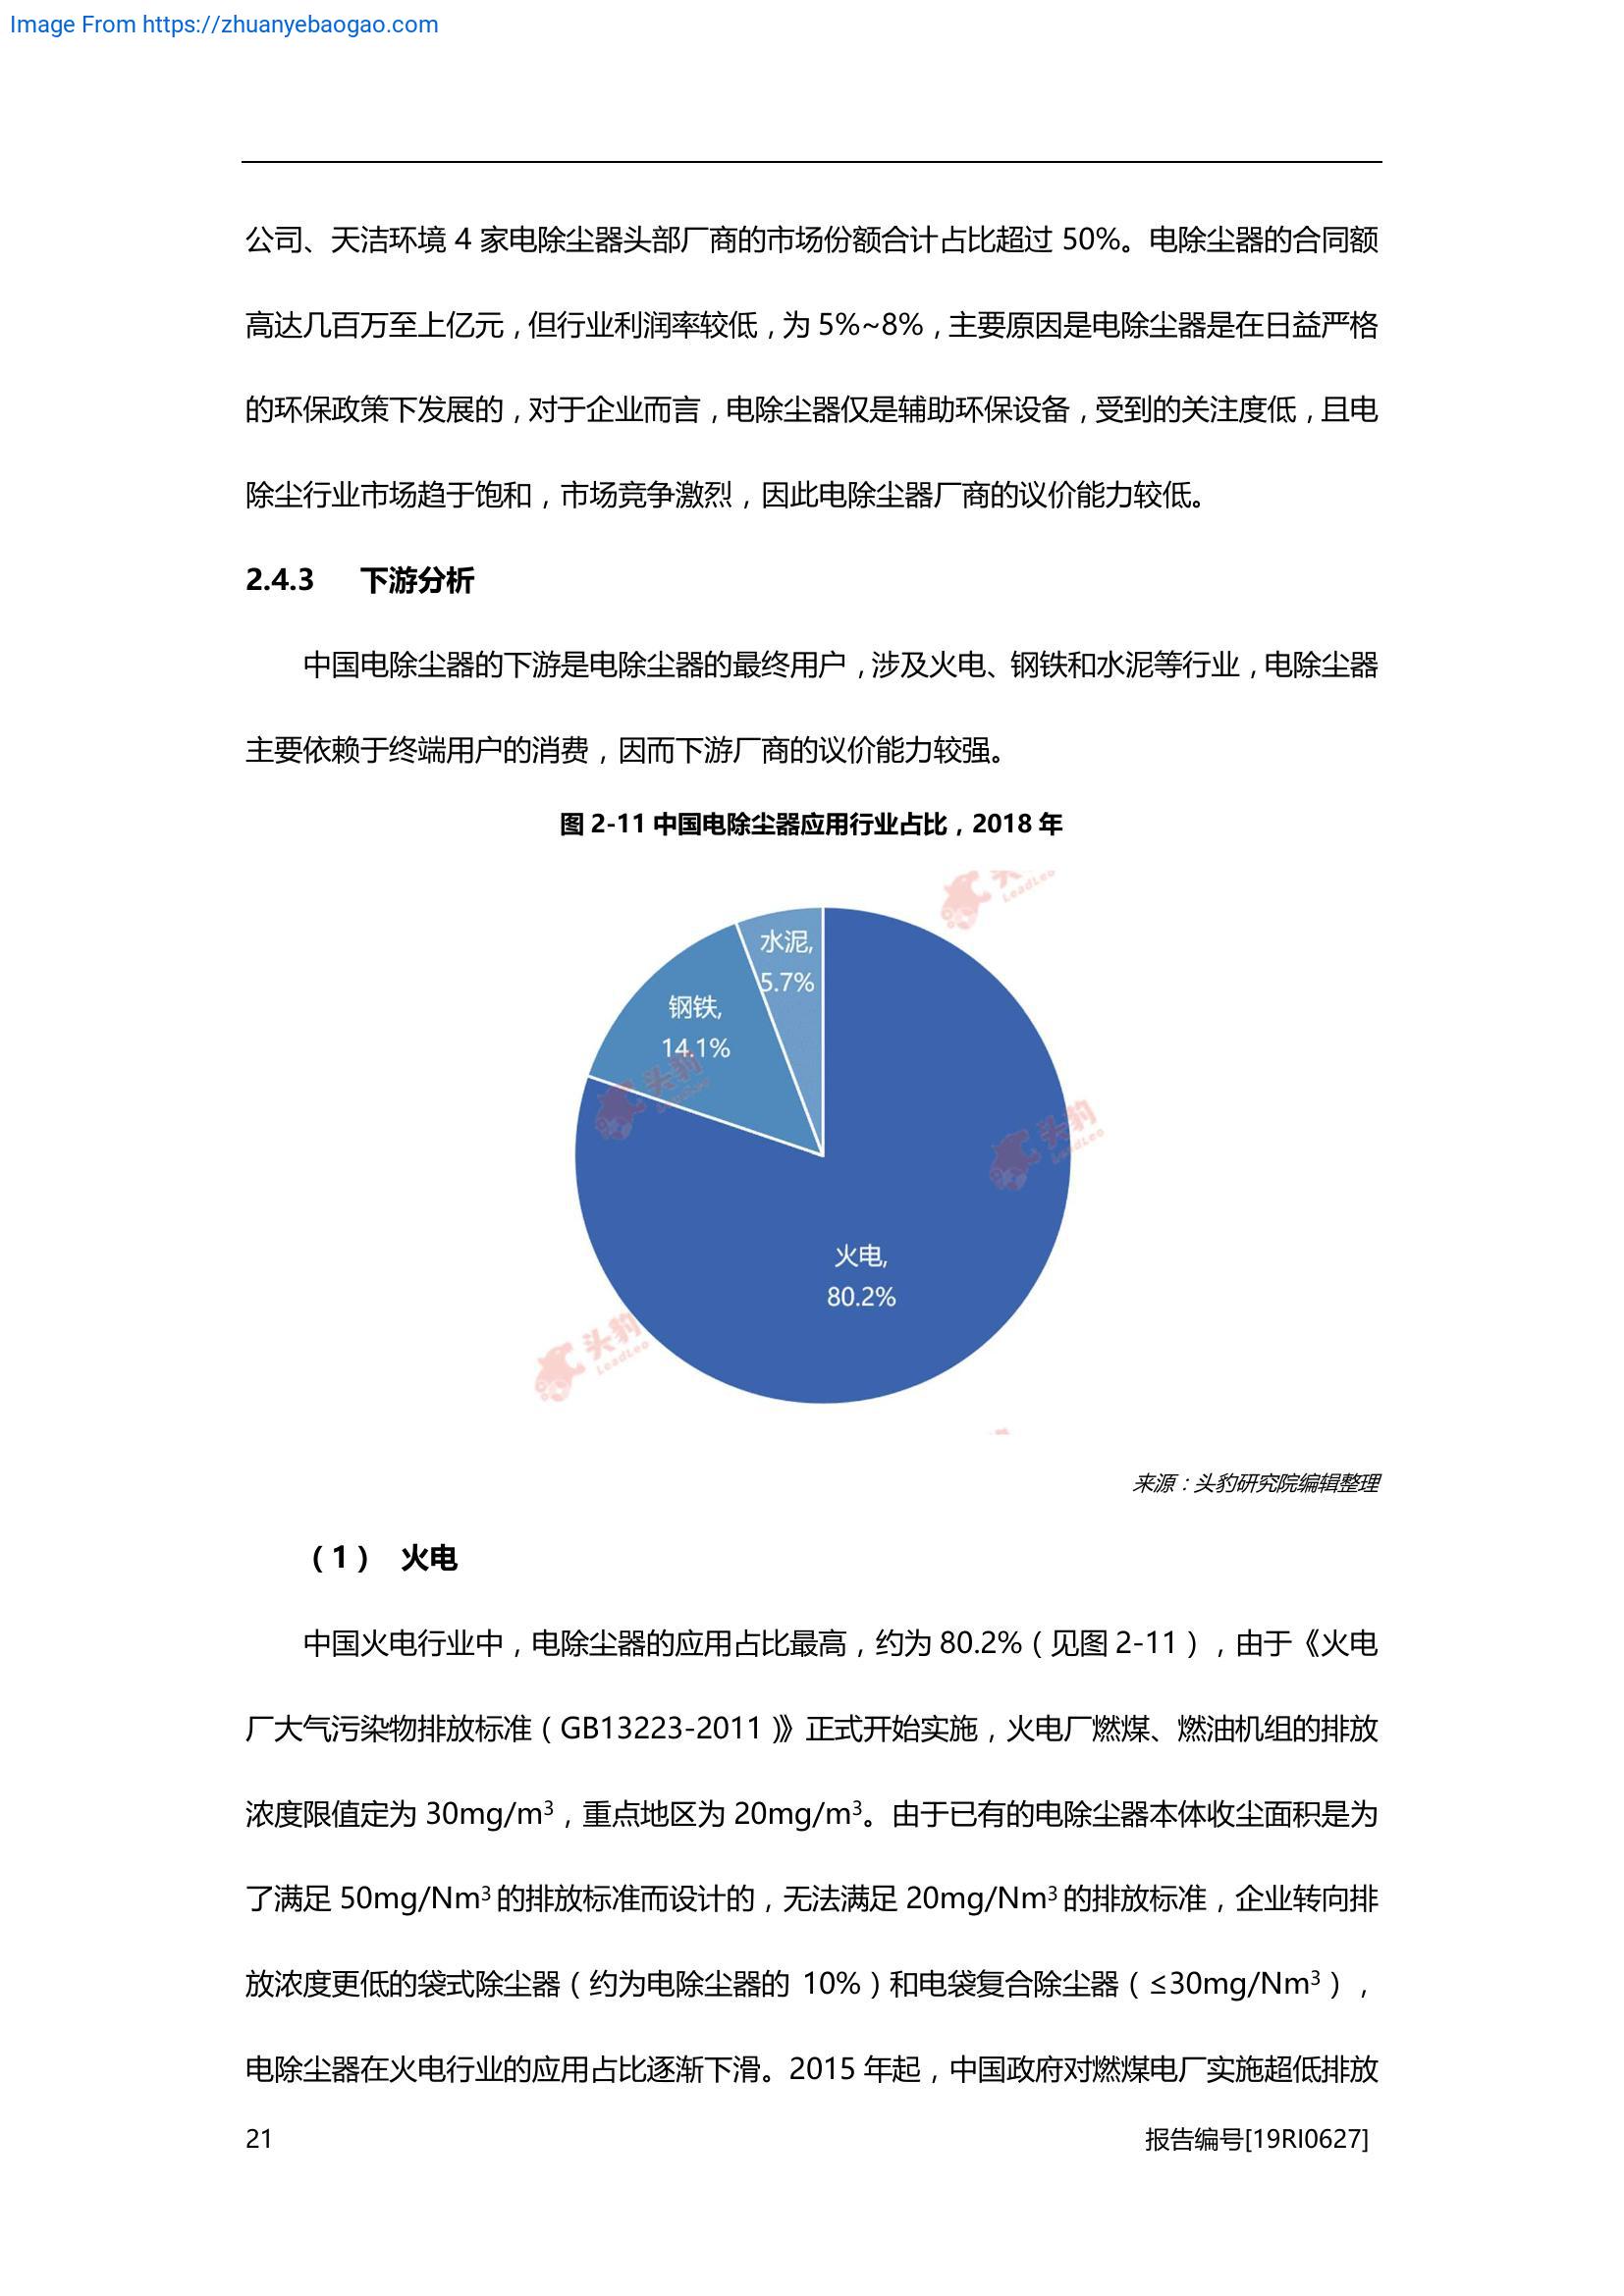 Image From https://zhuanyebaogao.com
公司、天洁环境 4 家电除尘器头部厂商的市场份额合计占比超过 50%。电除尘器的合同额
高达几百万至上亿元，但行业利润率较低，为 5%~8%，主要原因是电除尘器是在日益严格
的环保政策下发展的，对于企业而言，电除尘器仅是辅助环保设备，受到的关注度低，且电
除尘行业市场趋于饱和，市场竞争激烈，因此电除尘器厂商的议价能力较低。
2.4.3 下游分析
中国电除尘器的下游是电除尘器的最终用户，涉及火电、钢铁和水泥等行业，电除尘器
主要依赖于终端用户的消费，因而下游厂商的议价能力较强。
图 2-11 中国电除尘器应用行业占比，2018 年
头豹
LeadLeo
水泥,
5.7%
钢铁,
14.1%
头豹
LeadLeo
头豹
LeadLeo
火电,
80.2%
头豹
LeadLeo
来源：头豹研究院编辑整理
（1） 火电
中国火电行业中，电除尘器的应用占比最高，约为 80.2%（见图 2-11），由于《火电
厂大气污染物排放标准（GB13223-2011）》正式开始实施，火电厂燃煤、燃油机组的排放
浓度限值定为 30mg/m³，重点地区为 20mg/m³。由于已有的电除尘器本体收尘面积是为
了满足 50mg/Nm³ 的排放标准而设计的，无法满足 20mg/Nm³ 的排放标准，企业转向排
放浓度更低的袋式除尘器（约为电除尘器的 10%）和电袋复合除尘器（≤30mg/Nm³），
电除尘器在火电行业的应用占比逐渐下滑。2015 年起，中国政府对燃煤电厂实施超低排放
21 报告编号[19RI0627]